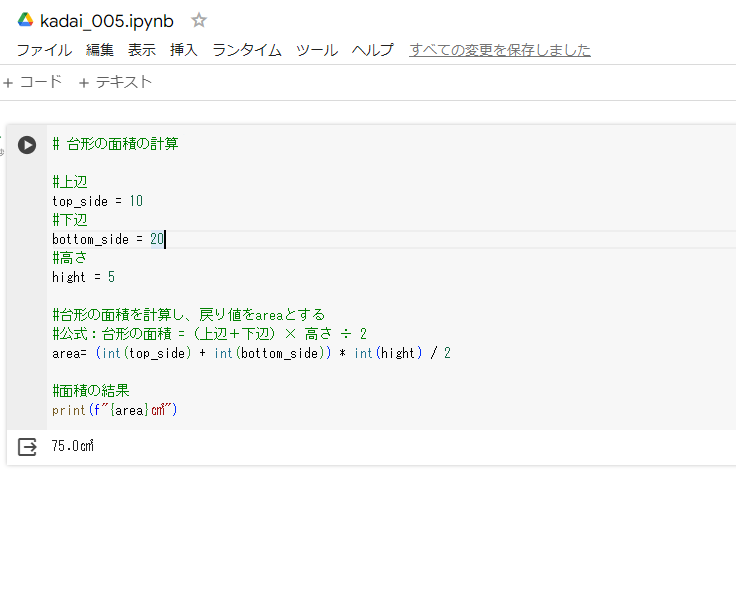 kadai_005.ipynb
ファイル 編集 表示 挿入 ランタイム ツール ヘルプ すべての変更を保存しました
+ コード + テキスト
# 台形の面積の計算
#上辺
top_side = 10
#下辺
bottom_side = 20
#高さ
hight = 5
#台形の面積を計算し、戻り値をareaとする
#公式：台形の面積 =（上辺＋下辺）× 高さ ÷ 2
area= (int(top_side) + int(bottom_side)) * int(hight) / 2
#面積の結果
print(f"{area}㎠")
75.0㎠